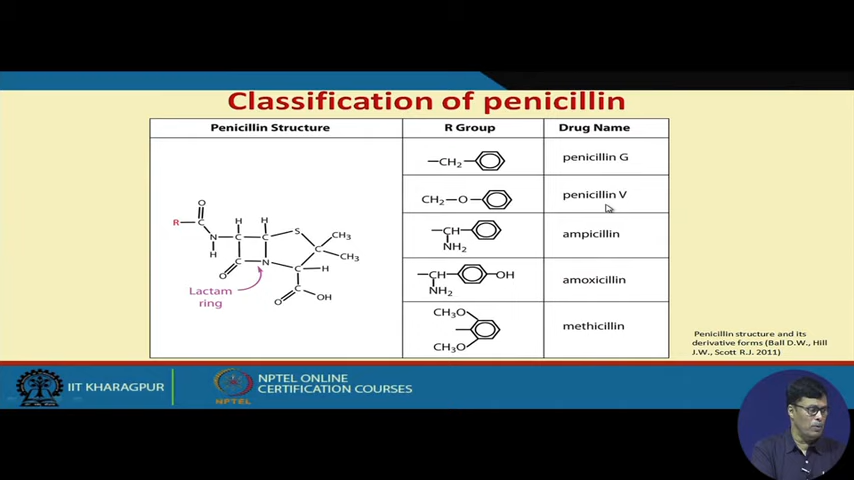 Classification of penicillin
Penicillin Structure
R Group
Drug Name
R
O
C
N
H
H
C
H
C
S
C
CH3
CH3
C
O
N
C
H
C
O
OH
Lactam
ring
—CH2—
penicillin G
CH2—O—
penicillin V
—CH
NH2
ampicillin
—CH—OH
NH2
amoxicillin
CH3O
CH3O
methicillin
Penicillin structure and its
derivative forms (Ball D.W., Hill
J.W., Scott R.J. 2011)
IIT KHARAGPUR
NPTEL
NPTEL ONLINE
CERTIFICATION COURSES